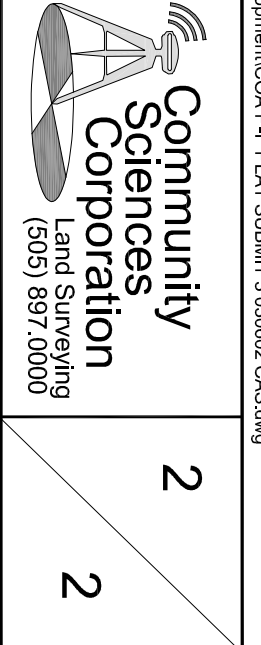 Community
Sciences
Corporation
Land Surveying
(505) 897.0000
2
2